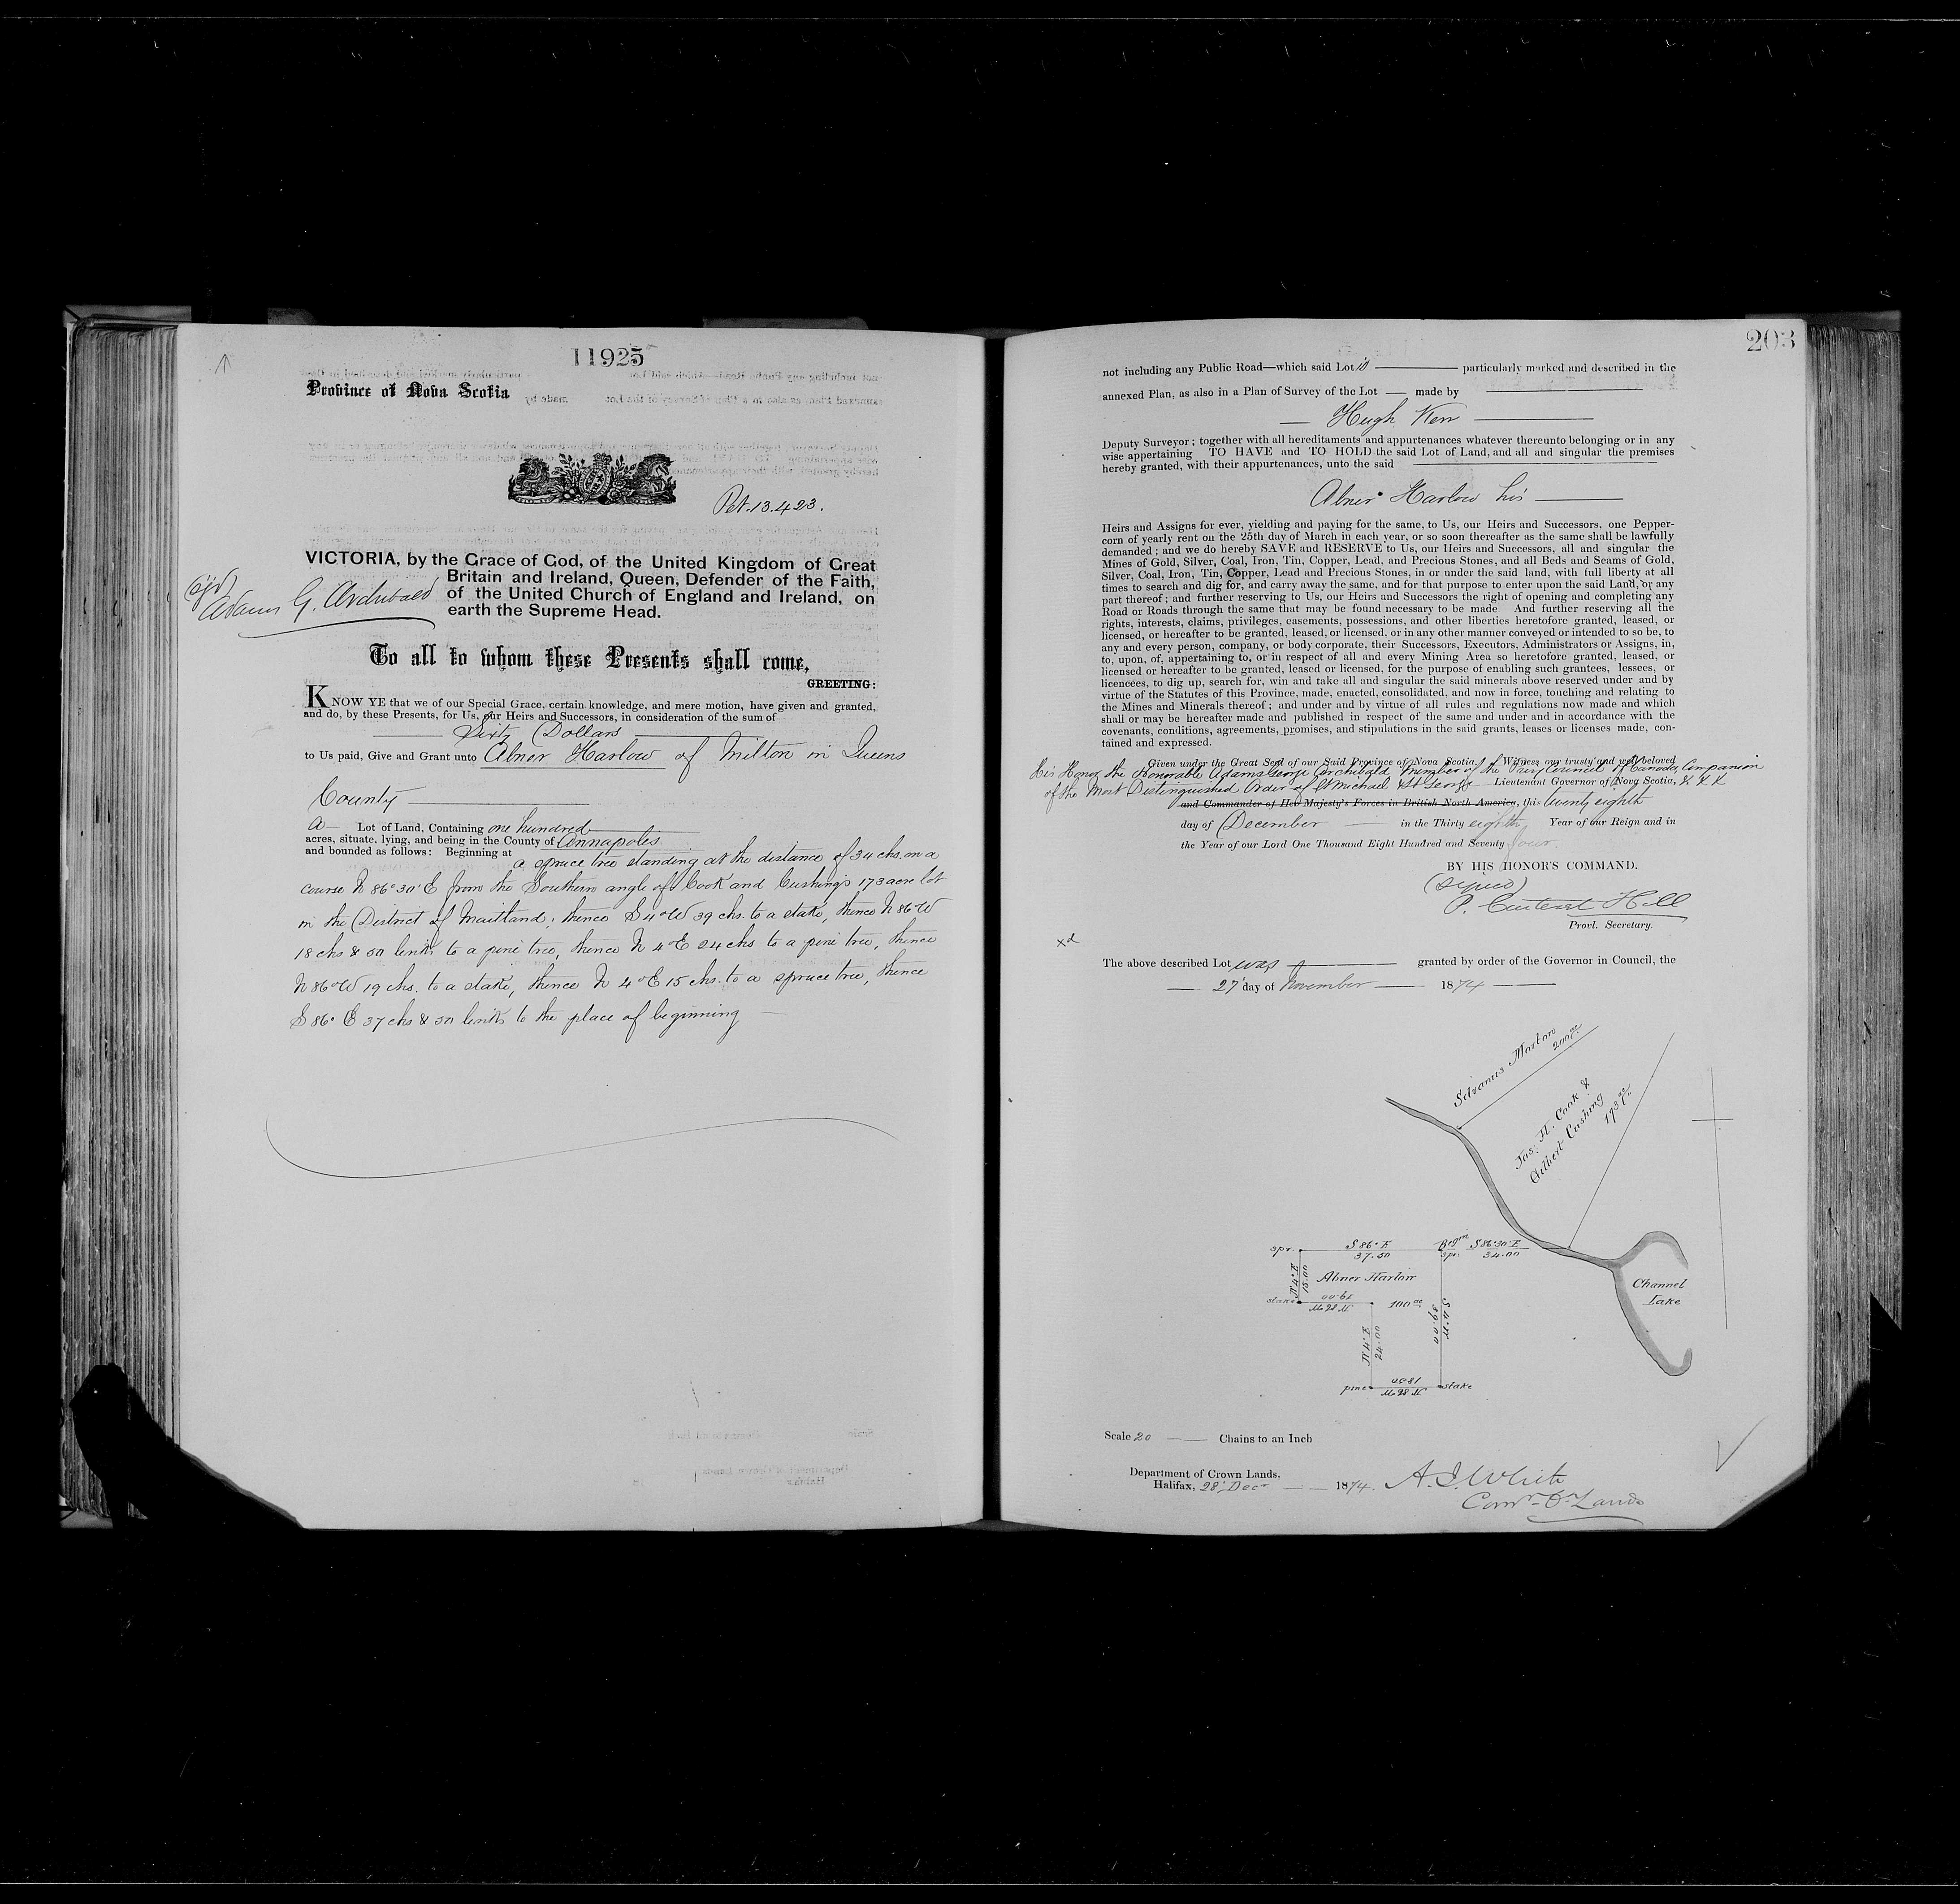 11925
Province of Nova Scotia
Pet. 13.423.
VICTORIA, by the Grace of God, of the United Kingdom of Great
Britain and Ireland, Queen, Defender of the Faith,
of the United Church of England and Ireland, on
earth the Supreme Head.
(sgd)
Adams G. Archibald
To all to whom these Presents shall come,
GREETING:
KNOW YE that we of our Special Grace, certain knowledge, and mere motion, have given and granted,
and do, by these Presents, for Us, our Heirs and Successors, in consideration of the sum of
Sixty Dollars
to Us paid, Give and Grant unto Abner Harlow of Milton in Queens
County
a Lot of Land, Containing one hundred
acres, situate, lying, and being in the County of Annapolis
and bounded as follows: Beginning at a spruce tree standing at the distance of 34 chs. on a
course N 86° 30' E from the Southern angle of Cook and Cushing's 173 acre lot
in the District of Maitland; thence S 4° W 39 chs. to a stake, thence N 86° W
18 chs & 50 links to a pine tree, thence N 4° E 24 chs to a pine tree, thence
N 86° W 19 chs. to a stake, thence N 4° E 15 chs. to a spruce tree, thence
S 86° E 37 chs & 50 links to the place of beginning
203
not including any Public Road—which said Lot is particularly marked and described in the
annexed Plan, as also in a Plan of Survey of the Lot made by
Hugh Kerr
Deputy Surveyor; together with all hereditaments and appurtenances whatever thereunto belonging or in any
wise appertaining TO HAVE and TO HOLD the said Lot of Land, and all and singular the premises
hereby granted, with their appurtenances, unto the said
Abner Harlow his
Heirs and Assigns for ever, yielding and paying for the same, to Us, our Heirs and Successors, one Pepper-
corn of yearly rent on the 25th day of March in each year, or so soon thereafter as the same shall be lawfully
demanded; and we do hereby SAVE and RESERVE to Us, our Heirs and Successors, all and singular the
Mines of Gold, Silver, Coal, Iron, Tin, Copper, Lead, and Precious Stones, and all Beds and Seams of Gold,
Silver, Coal, Iron, Tin, Copper, Lead and Precious Stones, in or under the said land, with full liberty at all
times to search and dig for, and carry away the same, and for that purpose to enter upon the said Land, or any
part thereof; and further reserving to Us, our Heirs and Successors the right of opening and completing any
Road or Roads through the same that may be found necessary to be made And further reserving all the
rights, interests, claims, privileges, easements, possessions, and other liberties heretofore granted, leased, or
licensed, or hereafter to be granted, leased, or licensed, or in any other manner conveyed or intended to so be, to
any and every person, company, or body corporate, their Successors, Executors, Administrators or Assigns, in,
to, upon, of, appertaining to, or in respect of all and every Mining Area so heretofore granted, leased, or
licensed or hereafter to be granted, leased or licensed, for the purpose of enabling such grantees, lessees, or
licencees, to dig up, search for, win and take all and singular the said minerals above reserved under and by
virtue of the Statutes of this Province, made, enacted, consolidated, and now in force, touching and relating to
the Mines and Minerals thereof; and under and by virtue of all rules and regulations now made and which
shall or may be hereafter made and published in respect of the same and under and in accordance with the
covenants, conditions, agreements, promises, and stipulations in the said grants, leases or licenses made, con-
tained and expressed.
Given under the Great Seal of our Said Province of Nova Scotia. Witness our trusty and well beloved
His Honor the Honorable Adams George Archibald Member of the Privy Council of Canada, Companion
of the Most Distinguished Order of St Michael & St George Lieutenant Governor of Nova Scotia, & & &
and Commander of Her Majesty's Forces in British North America, this twenty eighth
day of December in the Thirty eighth Year of our Reign and in
the Year of our Lord One Thousand Eight Hundred and Seventy four
BY HIS HONOR'S COMMAND.
(Signed)
P. Carteret Hill
Provl. Secretary.
xd
The above described Lot was granted by order of the Governor in Council, the
27 day of November 1874
Silvanus Morton
200 ac
Jas. H. Cook &
Gilbert Cushing
173 ac
spr.
S 86° E
37.50
Begin
spr.
S 86°30' E
34.00
N 4° E
15.00
Abner Harlow
100 ac
stake
19.00
N 86 W
N 4° E
24.00
S 4° W
39.00
Channel
Lake
pine
18.50
N 86 W
stake
Scale 20 Chains to an Inch
Department of Crown Lands,
Halifax, 28' Decr 1874.
A. J. White
Comr Cr Lands